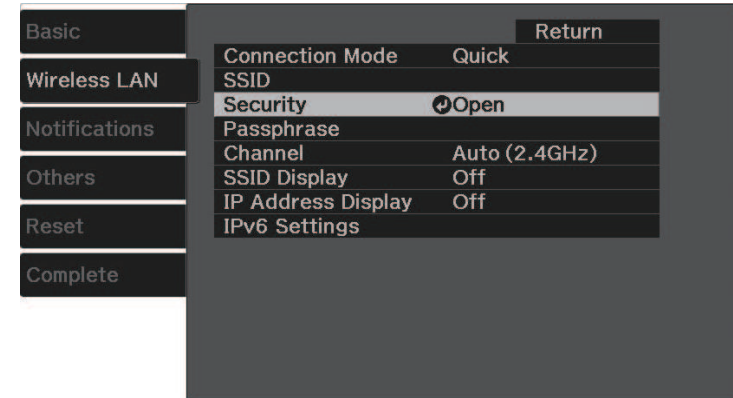 Basic
Wireless LAN
Notifications
Others
Reset
Complete
Return
Connection Mode Quick
SSID
Security Open
Passphrase
Channel Auto (2.4GHz)
SSID Display Off
IP Address Display Off
IPv6 Settings